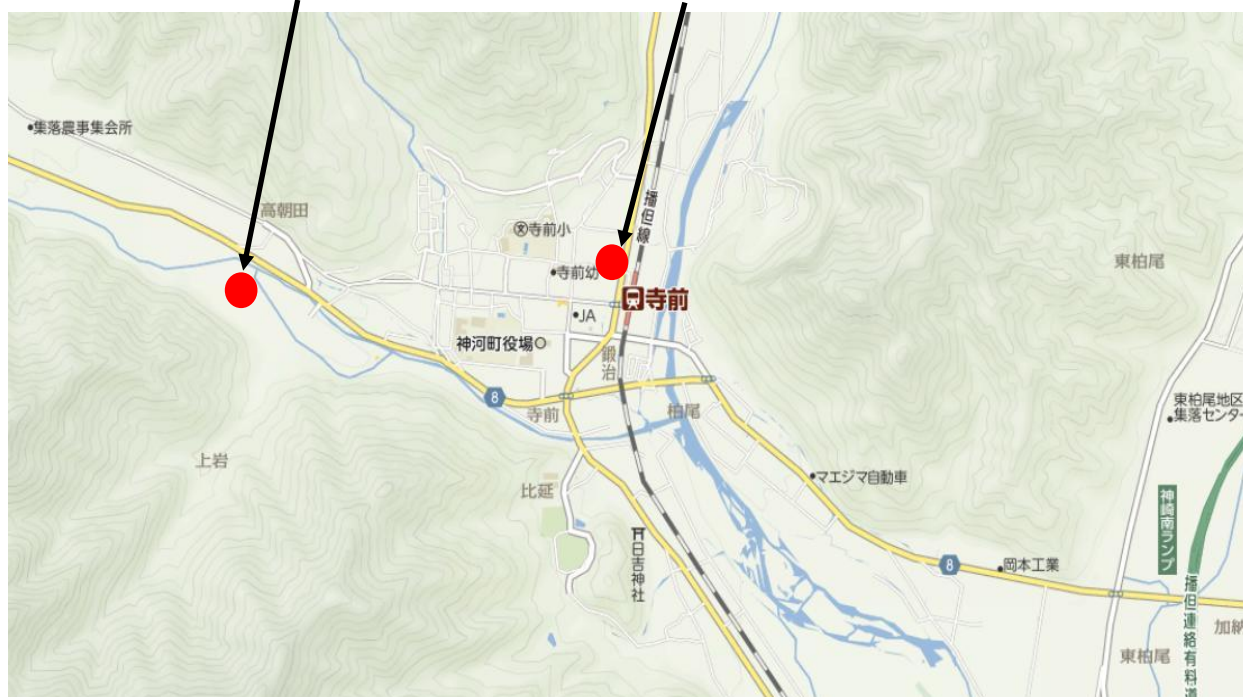 集落農事集会所
高朝田
寺前小
播但線
寺前幼
寺前
JA
神河町役場
鍛治
8
寺前
柏尾
東柏尾
東柏尾地区
集落センター
上岩
比延
マエジマ自動車
日吉神社
神崎南ランプ
8
岡本工業
播但連絡有料道
加納
東柏尾